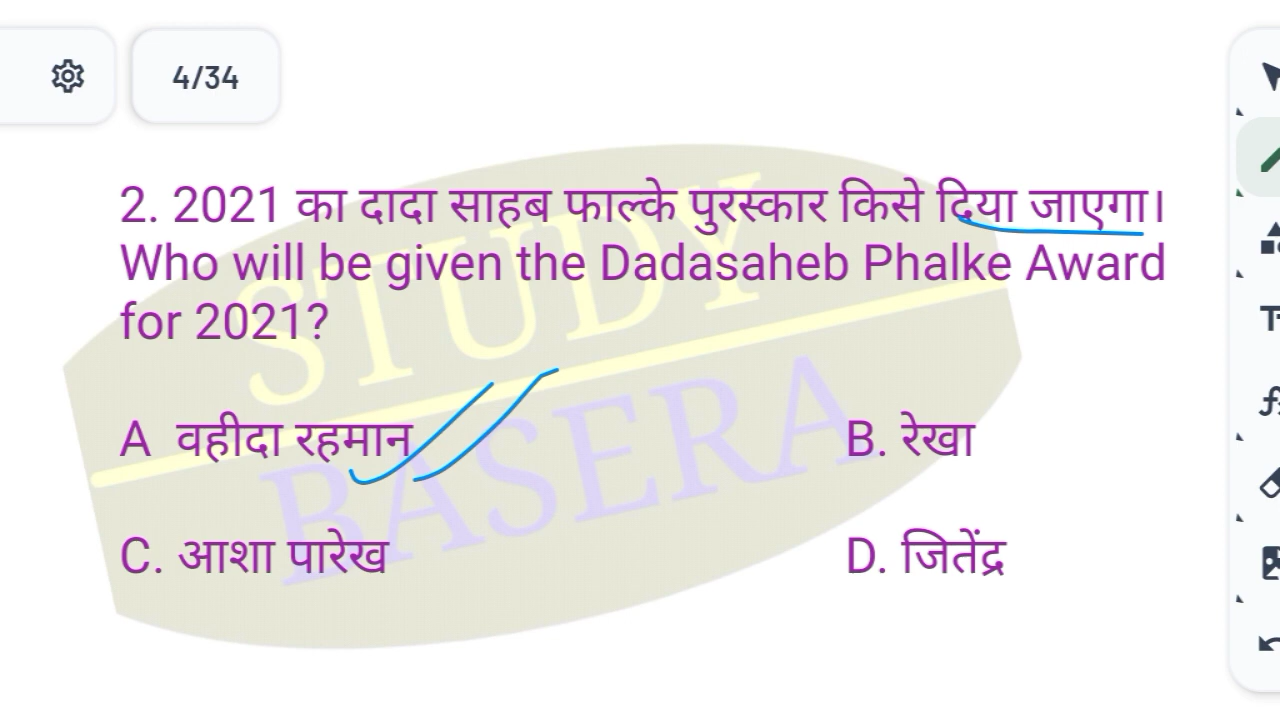 4/34
2. 2021 का दादा साहब फाल्के पुरस्कार किसे दिया जाएगा।
Who will be given the Dadasaheb Phalke Award
for 2021?
A वहीदा रहमान
B. रेखा
C. आशा पारेख
D. जितेंद्र
STUDY
BASERA